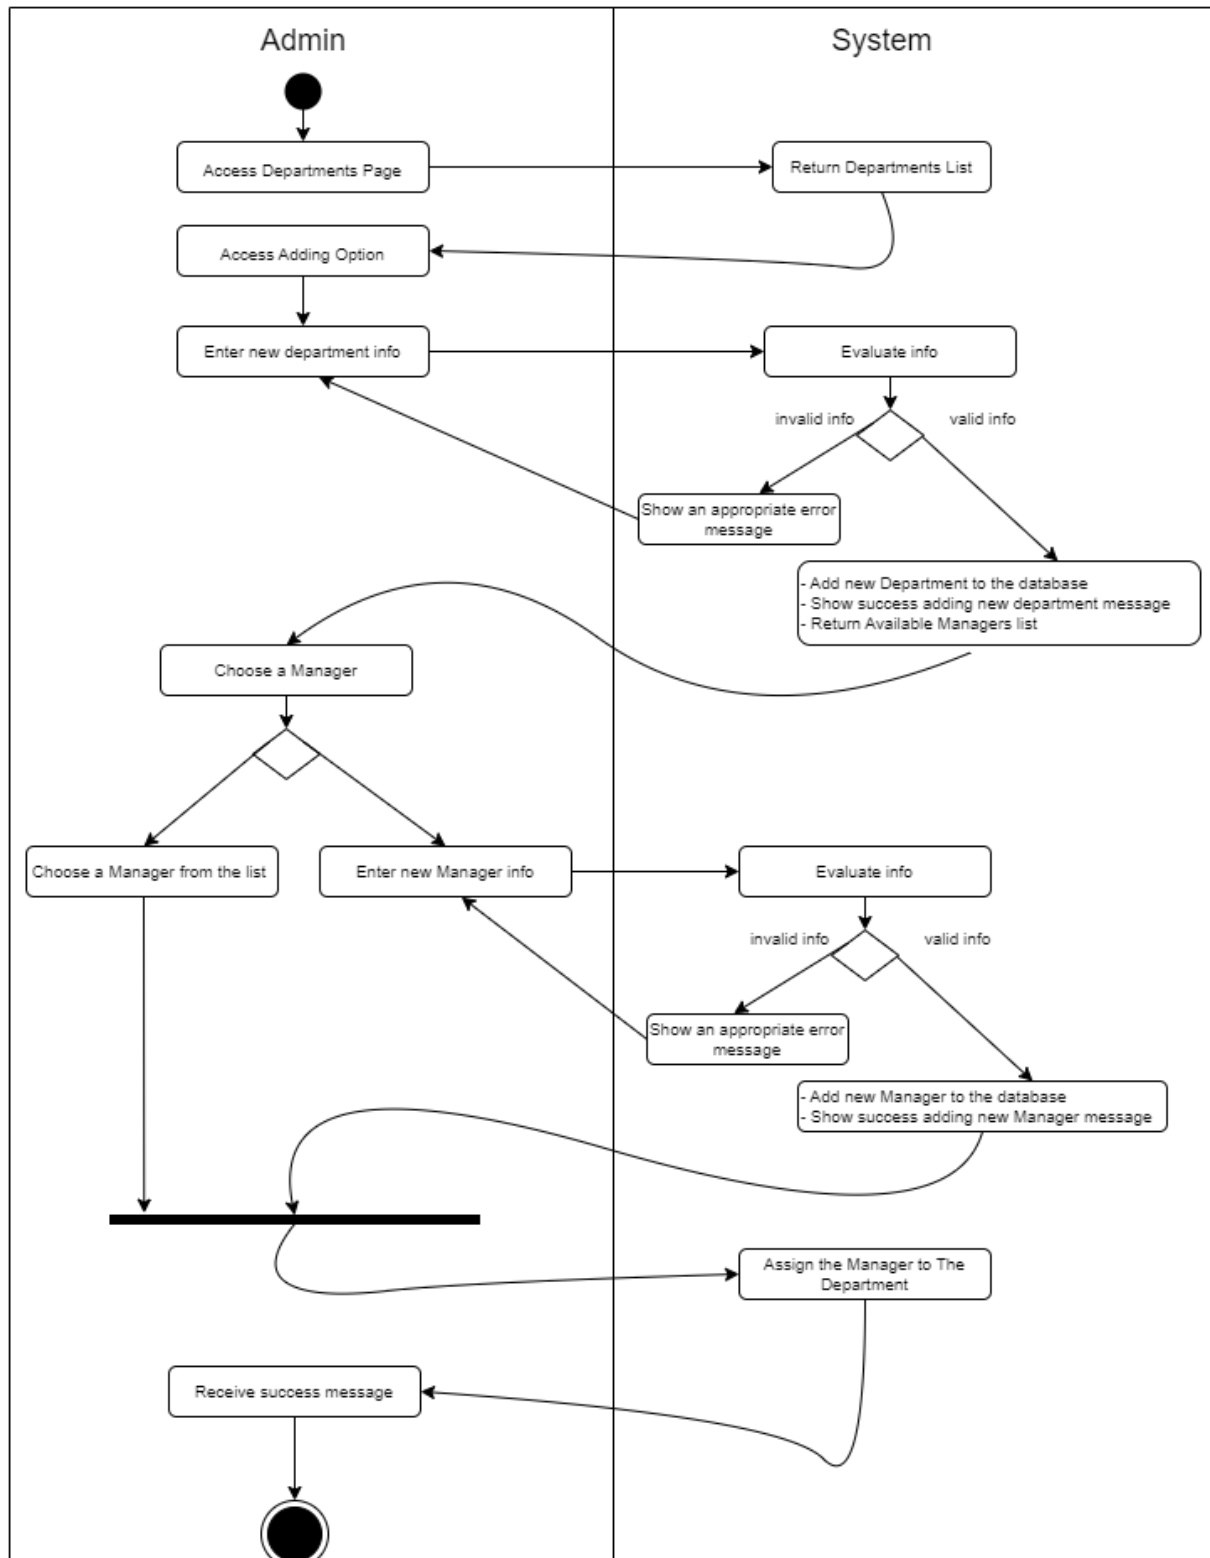 Admin
System
Access Departments Page
Return Departments List
Access Adding Option
Enter new department info
Evaluate info
invalid info
valid info
Show an appropriate error
message
- Add new Department to the database
- Show success adding new department message
- Return Available Managers list
Choose a Manager
Choose a Manager from the list
Enter new Manager info
Evaluate info
invalid info
valid info
Show an appropriate error
message
- Add new Manager to the database
- Show success adding new Manager message
Assign the Manager to The
Department
Receive success message